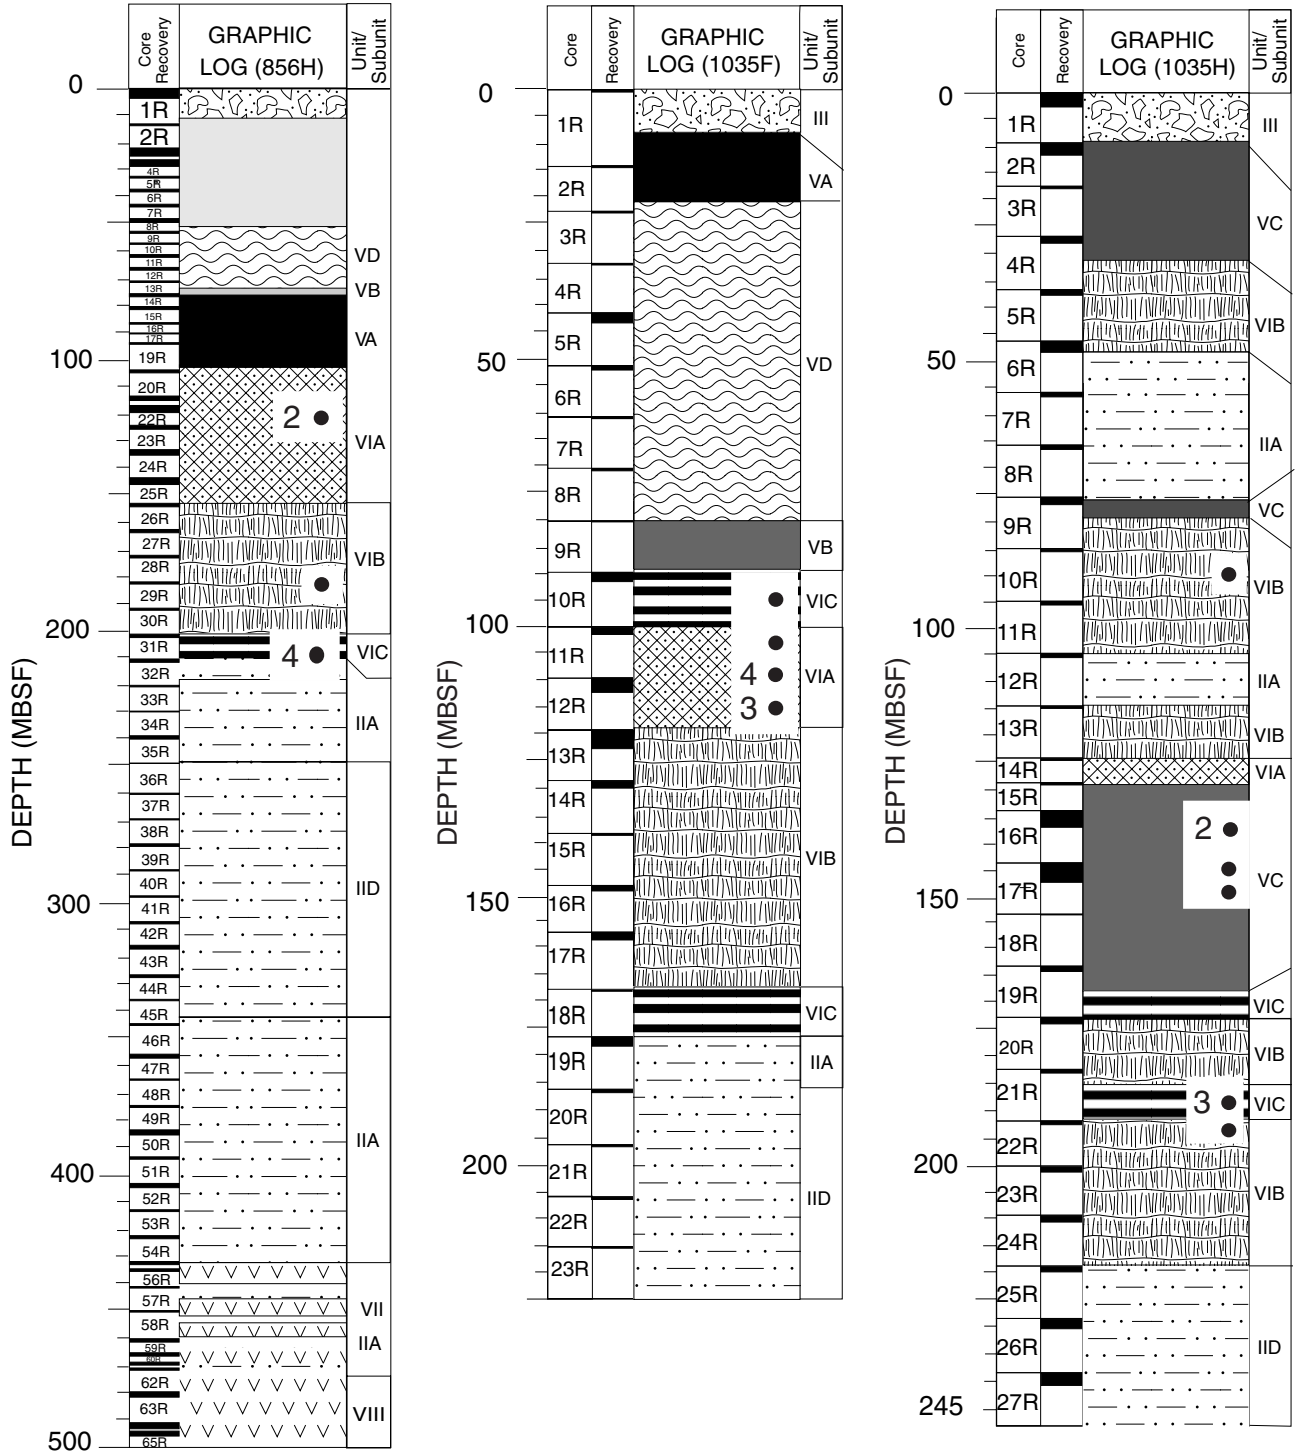 Core
Recovery
GRAPHIC
LOG (856H)
Unit/
Subunit
DEPTH (MBSF)
0
100
200
300
400
500
1R
2R
4R
5R
6R
7R
8R
9R
10R
11R
12R
13R
14R
15R
16R
17R
19R
20R
22R
23R
24R
25R
26R
27R
28R
29R
30R
31R
32R
33R
34R
35R
36R
37R
38R
39R
40R
41R
42R
43R
44R
45R
46R
47R
48R
49R
50R
51R
52R
53R
54R
56R
57R
58R
59R
60R
62R
63R
65R
2
4
VD
VB
VA
VIA
VIB
VIC
IIA
IID
IIA
VII
IIA
VIII
Core
Recovery
GRAPHIC
LOG (1035F)
Unit/
Subunit
DEPTH (MBSF)
0
50
100
150
200
1R
2R
3R
4R
5R
6R
7R
8R
9R
10R
11R
12R
13R
14R
15R
16R
17R
18R
19R
20R
21R
22R
23R
4
3
III
VA
VD
VB
VIC
VIA
VIB
VIC
IIA
IID
Core
Recovery
GRAPHIC
LOG (1035H)
Unit/
Subunit
DEPTH (MBSF)
0
50
100
150
200
245
1R
2R
3R
4R
5R
6R
7R
8R
9R
10R
11R
12R
13R
14R
15R
16R
17R
18R
19R
20R
21R
22R
23R
24R
25R
26R
27R
2
3
III
VC
VIB
IIA
VC
VIB
IIA
VIB
VIA
VC
VIC
VIB
VIC
VIB
IID